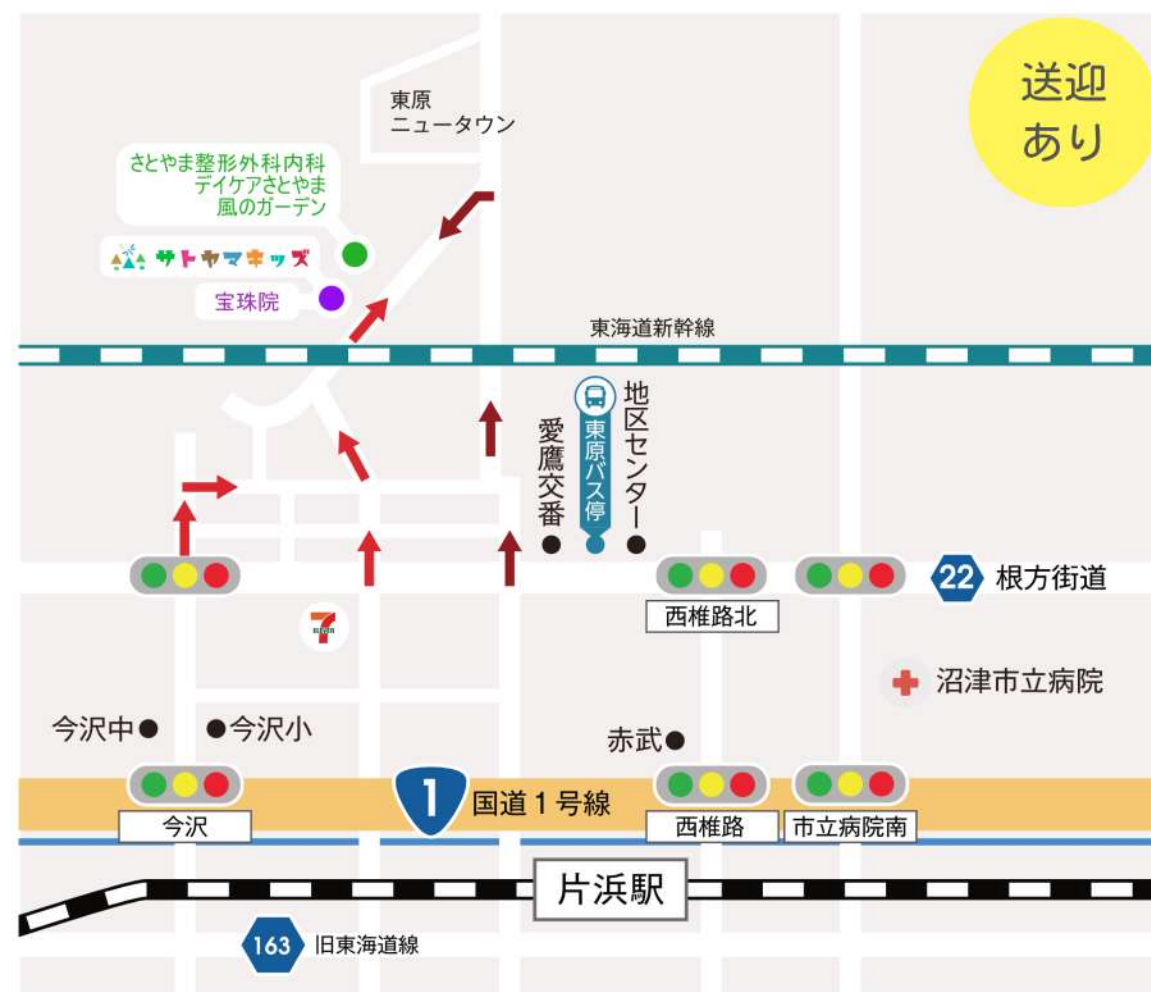 送迎
あり
東原
ニュータウン
さとやま整形外科内科
デイケアさとやま
風のガーデン
サトヤマキッズ
宝珠院
東海道新幹線
愛鷹交番
東原バス停
地区センター
22 根方街道
西椎路北
7
ELEVEN
沼津市立病院
今沢中
今沢小
赤武
1 国道1号線
今沢
西椎路
市立病院南
片浜駅
163 旧東海道線